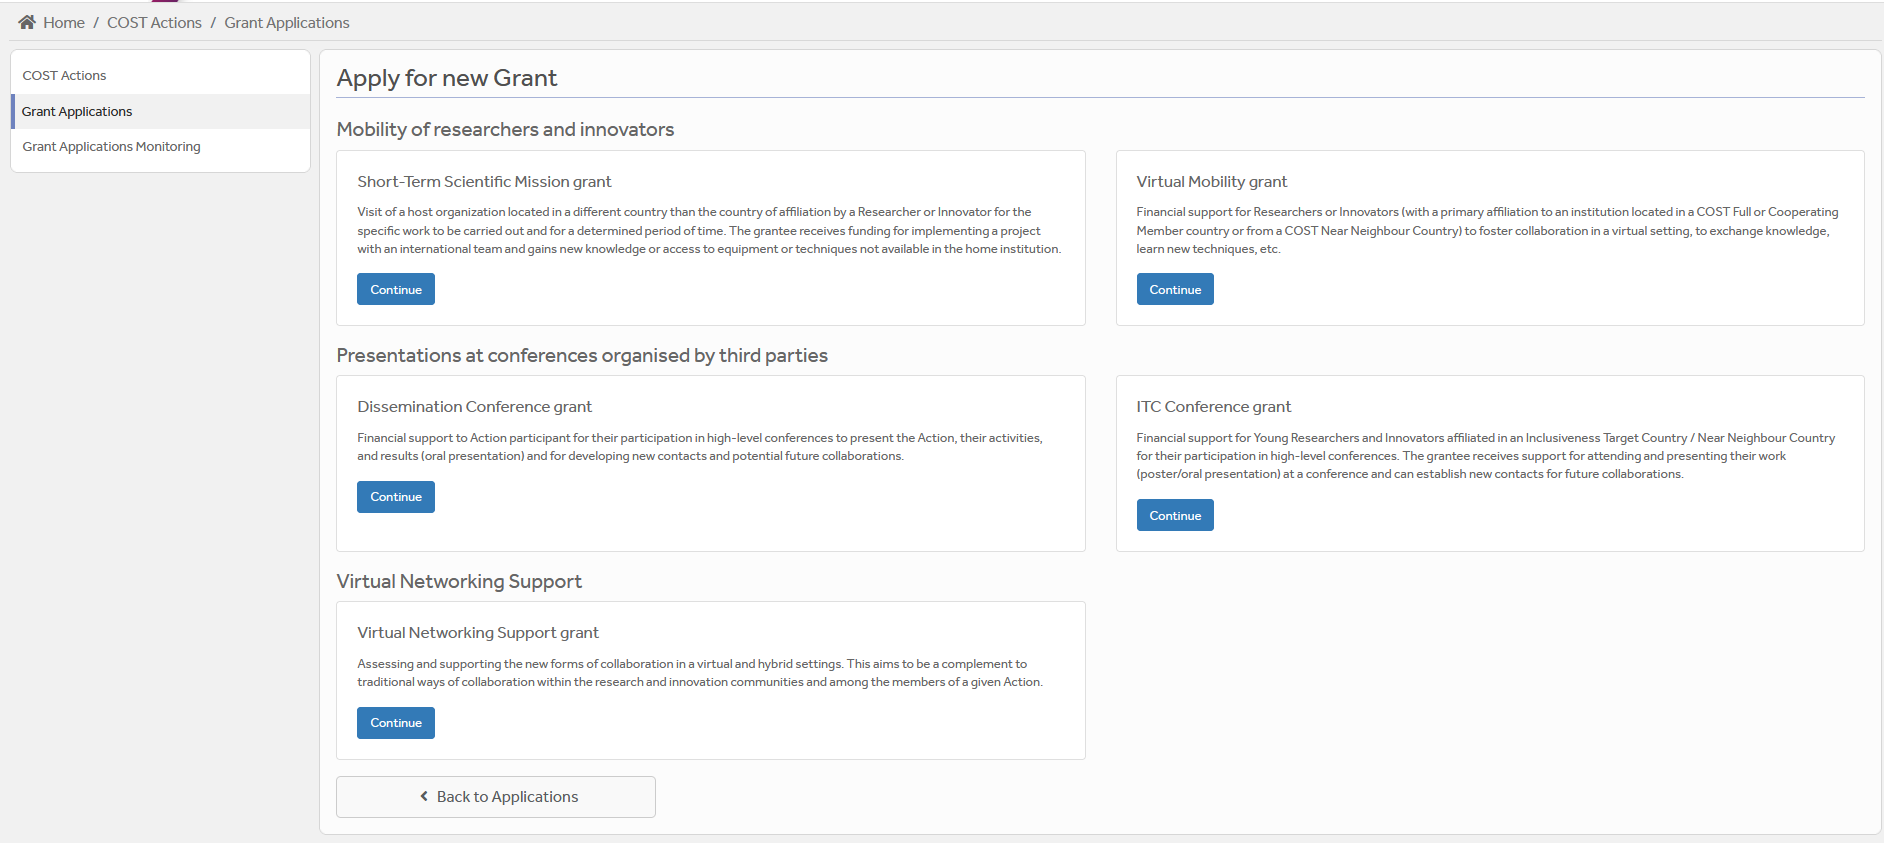 Home / COST Actions / Grant Applications
COST Actions
Grant Applications
Grant Applications Monitoring
Apply for new Grant
Mobility of researchers and innovators
Short-Term Scientific Mission grant
Visit of a host organization located in a different country than the country of affiliation by a Researcher or Innovator for the
specific work to be carried out and for a determined period of time. The grantee receives funding for implementing a project
with an international team and gains new knowledge or access to equipment or techniques not available in the home institution.
Continue
Virtual Mobility grant
Financial support for Researchers or Innovators (with a primary affiliation to an institution located in a COST Full or Cooperating
Member country or from a COST Near Neighbour Country) to foster collaboration in a virtual setting, to exchange knowledge,
learn new techniques, etc.
Continue
Presentations at conferences organised by third parties
Dissemination Conference grant
Financial support to Action participant for their participation in high-level conferences to present the Action, their activities,
and results (oral presentation) and for developing new contacts and potential future collaborations.
Continue
ITC Conference grant
Financial support for Young Researchers and Innovators affiliated in an Inclusiveness Target Country / Near Neighbour Country
for their participation in high-level conferences. The grantee receives support for attending and presenting their work
(poster/oral presentation) at a conference and can establish new contacts for future collaborations.
Continue
Virtual Networking Support
Virtual Networking Support grant
Assessing and supporting the new forms of collaboration in a virtual and hybrid settings. This aims to be a complement to
traditional ways of collaboration within the research and innovation communities and among the members of a given Action.
Continue
Back to Applications